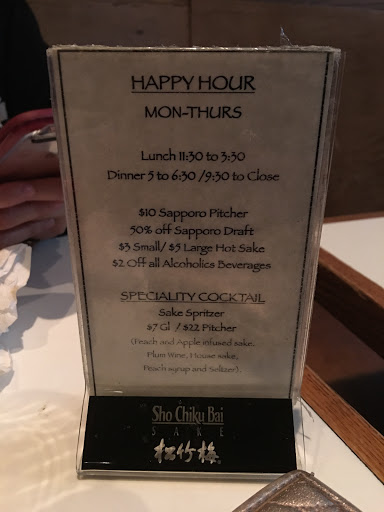 HAPPY HOUR
MON-THURS
Lunch 11:30 to 3:30
Dinner 5 to 6:30 /9:30 to Close
$10 Sapporo Pitcher
50% off Sapporo Draft
$3 Small/ $5 Large Hot Sake
$2 Off all Alcoholics Beverages
SPECIALITY COCKTAIL
Sake Spritzer
$7 Gl / $22 Pitcher
(Peach and Apple infused sake,
Plum Wine, House sake,
Peach syrup and Seltzer).
Sho Chiku Bai
SAKE
松竹梅